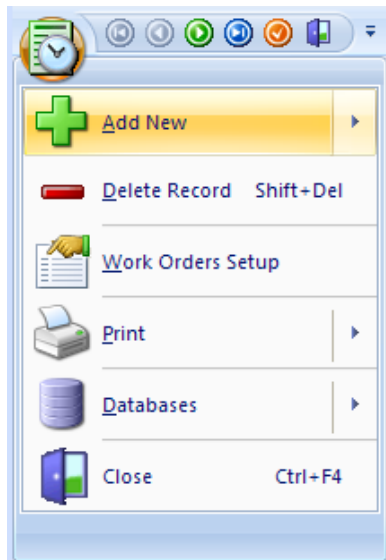 Add New
Delete Record Shift+Del
Work Orders Setup
Print
Databases
Close Ctrl+F4